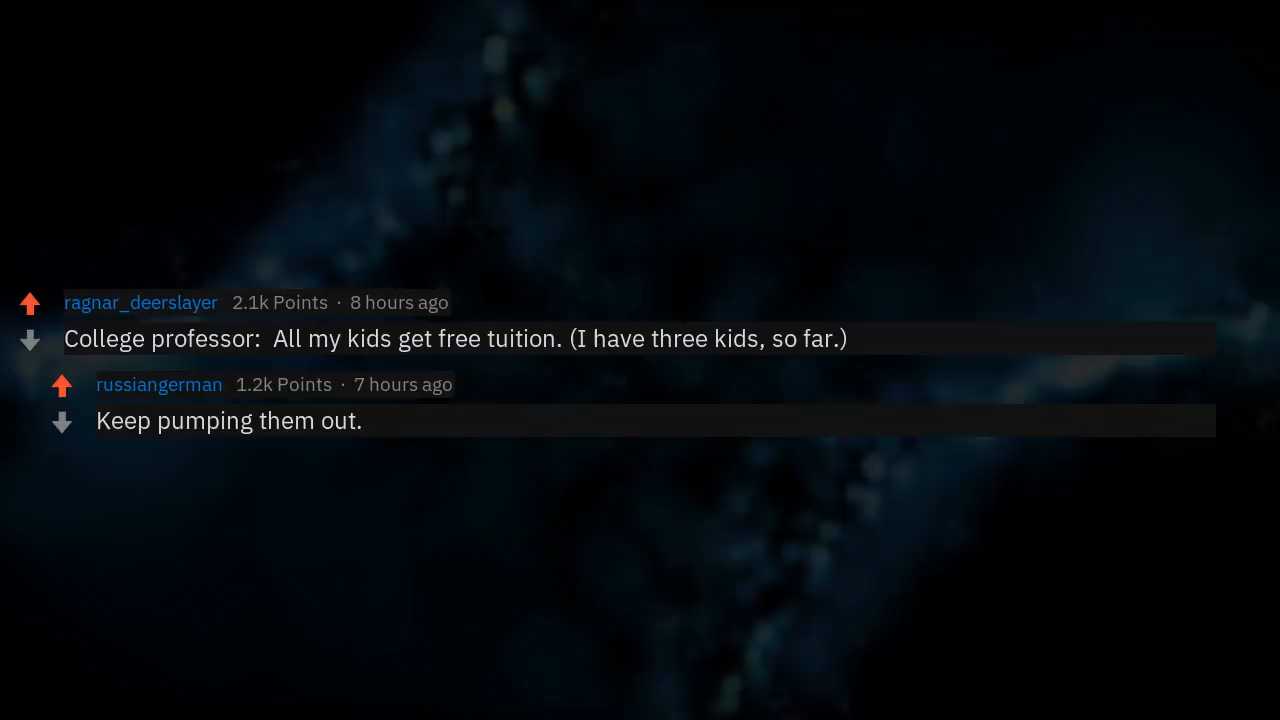 ragnar_deerslayer 2.1k Points · 8 hours ago
College professor:  All my kids get free tuition. (I have three kids, so far.)
russiangerman 1.2k Points · 7 hours ago
Keep pumping them out.